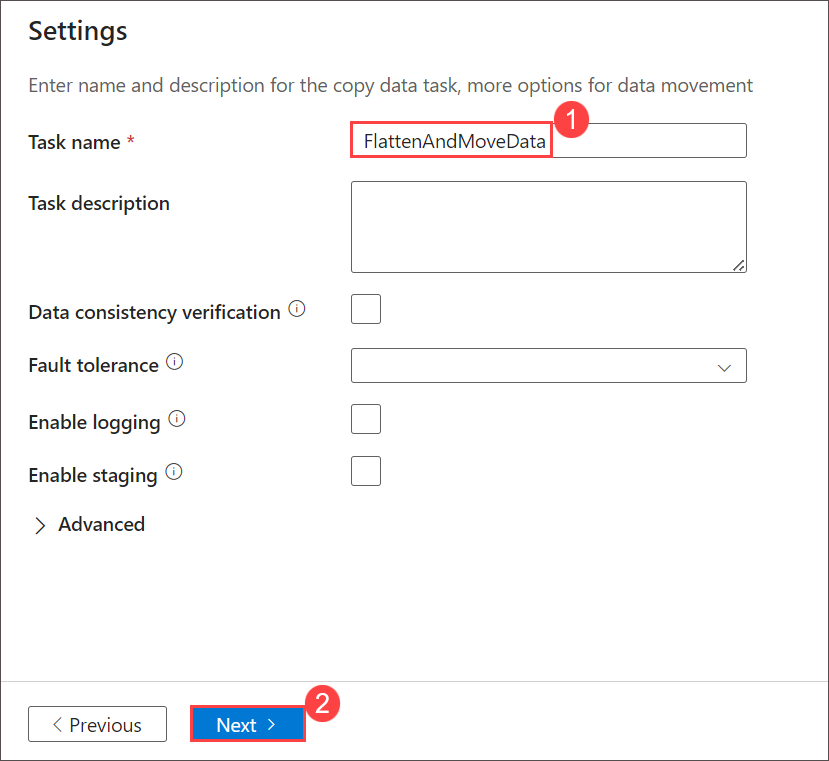 Settings
Enter name and description for the copy data task, more options for data movement
Task name *
FlattenAndMoveData
1
Task description
Data consistency verification
Fault tolerance
Enable logging
Enable staging
Advanced
Previous
Next
2